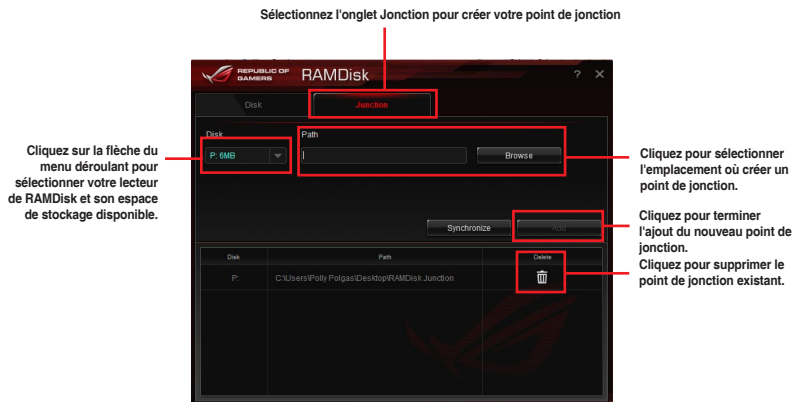 Sélectionnez l'onglet Jonction pour créer votre point de jonction
REPUBLIC OF
GAMERS
RAMDisk
? ×
Disk
Junction
Disk
Path
P: 6MB
Browse
Cliquez sur la flèche du
menu déroulant pour
sélectionner votre lecteur
de RAMDisk et son espace
de stockage disponible.
Cliquez pour sélectionner
l'emplacement où créer un
point de jonction.
Synchronize
Add
Cliquez pour terminer
l'ajout du nouveau point de
jonction.
Disk
Path
Delete
P:
C:\Users\Polly Polgas\Desktop\RAMDisk Junction
Cliquez pour supprimer le
point de jonction existant.